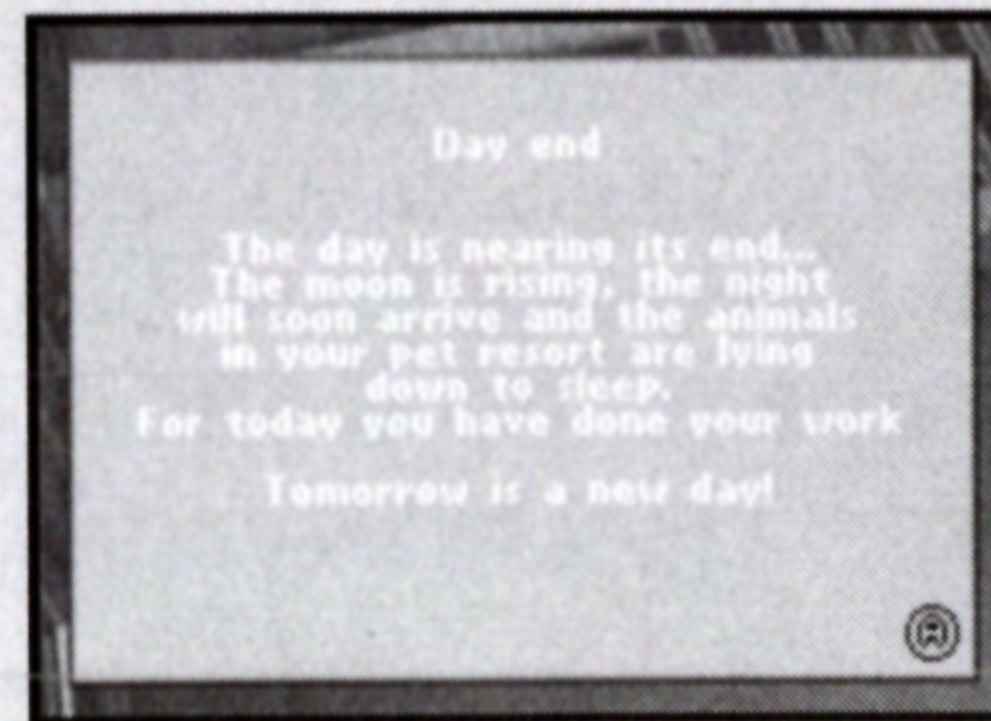 Day end
The day is nearing its end...
The moon is rising, the night
will soon arrive and the animals
in your pet resort are lying
down to sleep.
For today you have done your work
Tomorrow is a new day!
A